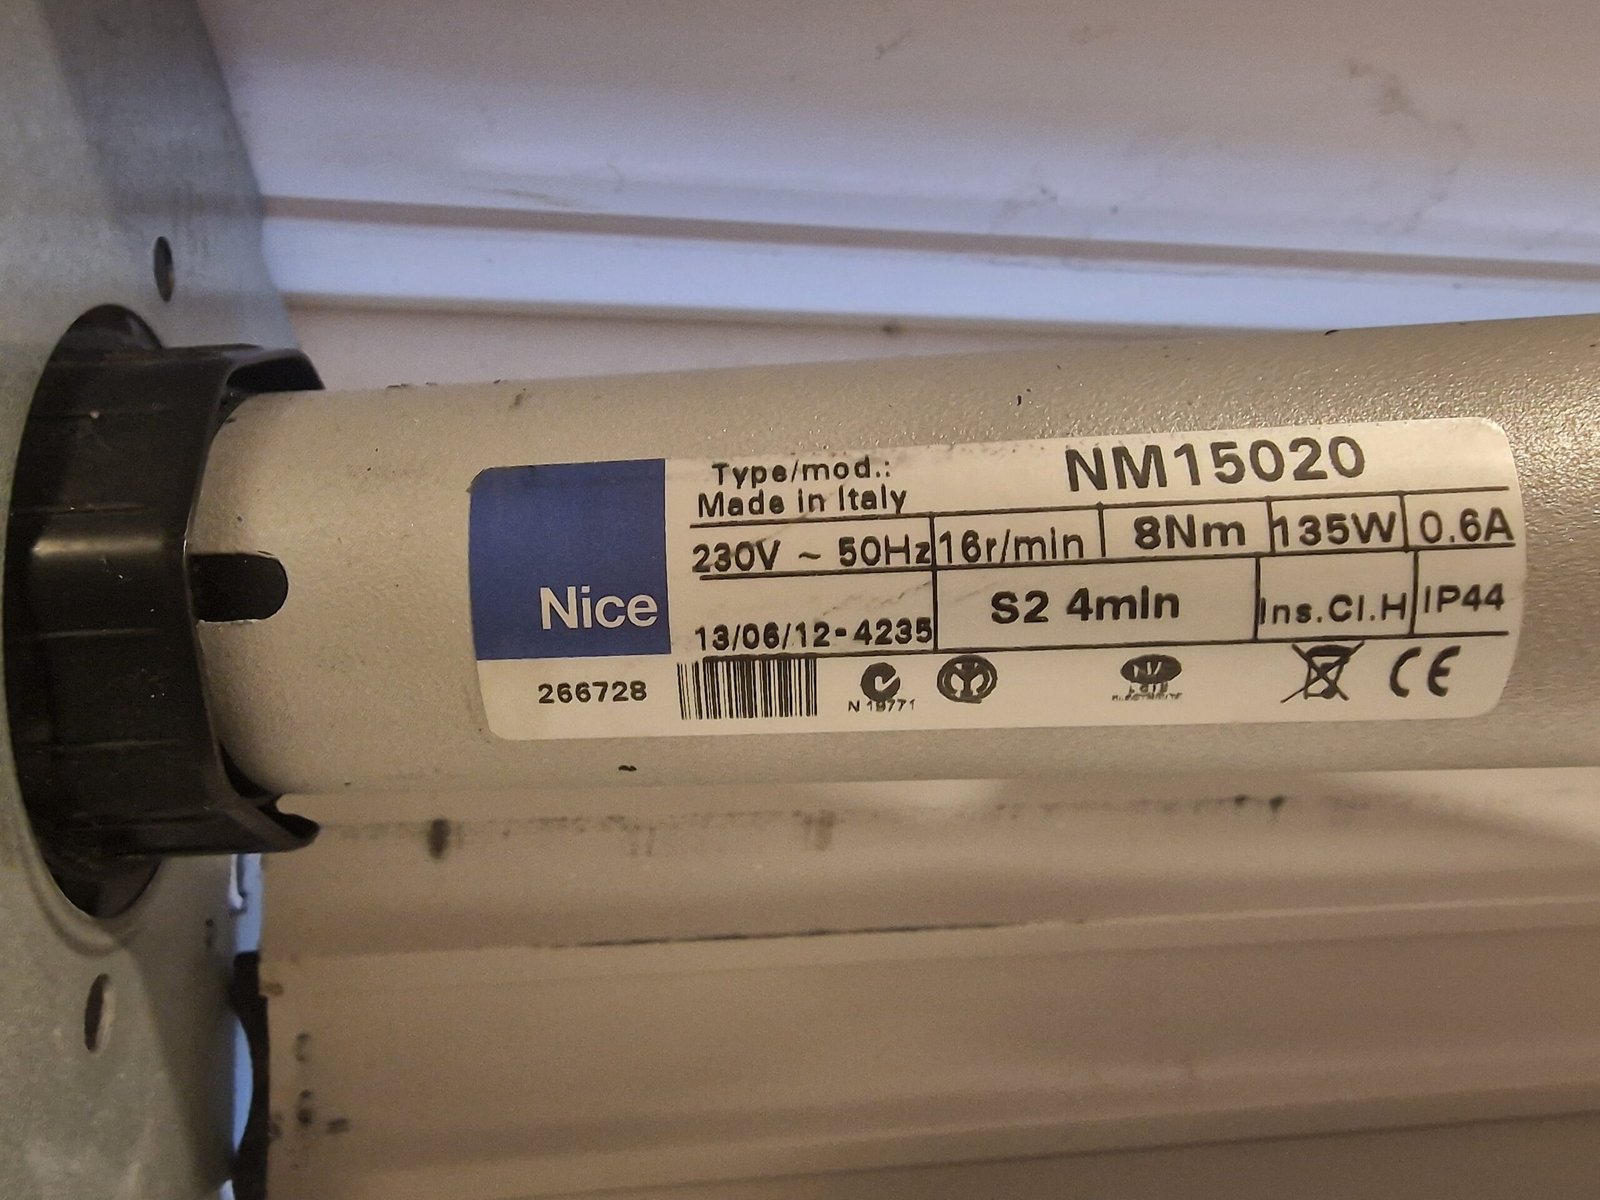 Type/mod.: NM15020
Made in Italy
230V ~ 50Hz 16r/min 8Nm 135W 0.6A
Nice
13/06/12-4235 S2 4min Ins.Cl.H IP44
266728
N 19771
CE